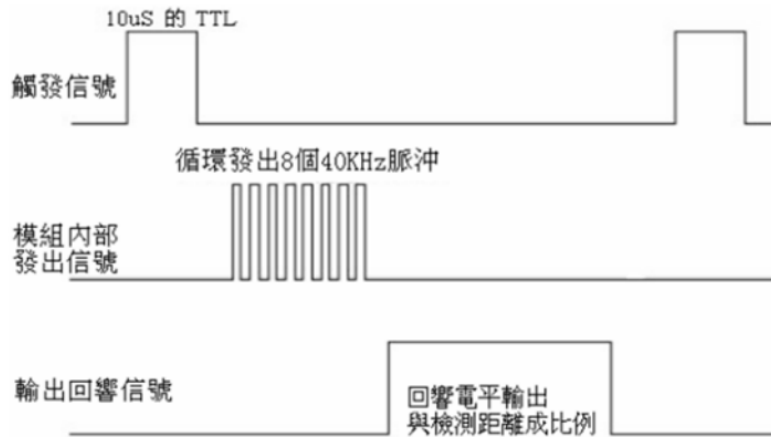 10uS 的 TTL
觸發信號
循環發出8個40KHz脈沖
模組內部
發出信號
輸出回響信號
回響電平輸出
與檢測距離成比例